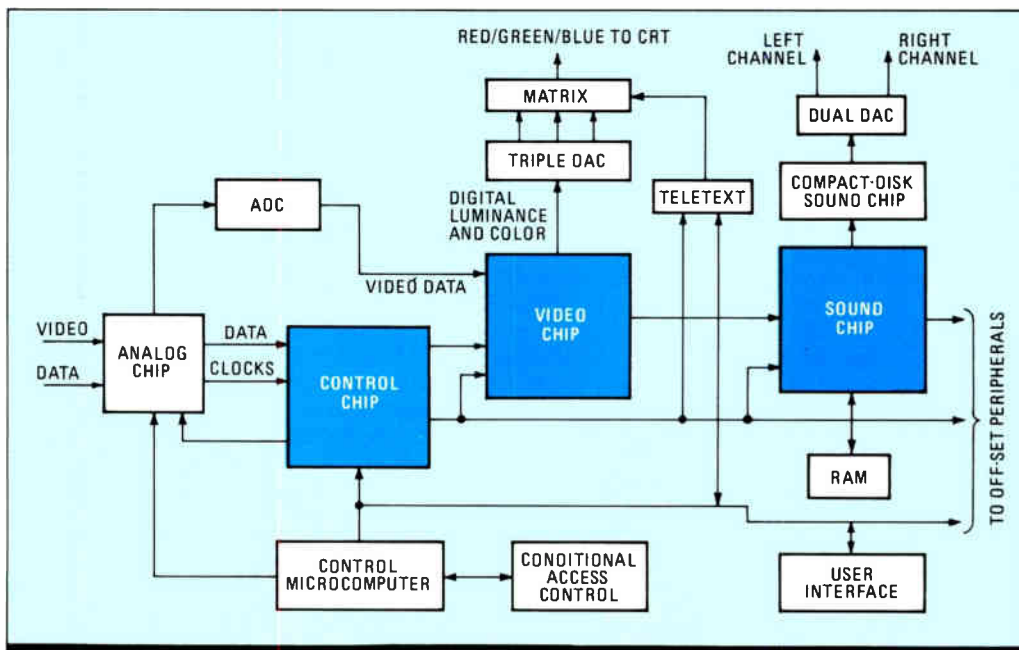 RED/GREEN/BLUE TO CRT
LEFT
CHANNEL
RIGHT
CHANNEL
MATRIX
DUAL DAC
TRIPLE DAC
COMPACT-DISK
SOUND CHIP
ADC
TELETEXT
DIGITAL
LUMINANCE
AND COLOR
VIDEO DATA
VIDEO
CHIP
SOUND
CHIP
VIDEO
DATA
ANALOG
CHIP
DATA
CLOCKS
CONTROL
CHIP
RAM
TO OFF-SET PERIPHERALS
CONTROL
MICROCOMPUTER
CONDITIONAL
ACCESS
CONTROL
USER
INTERFACE